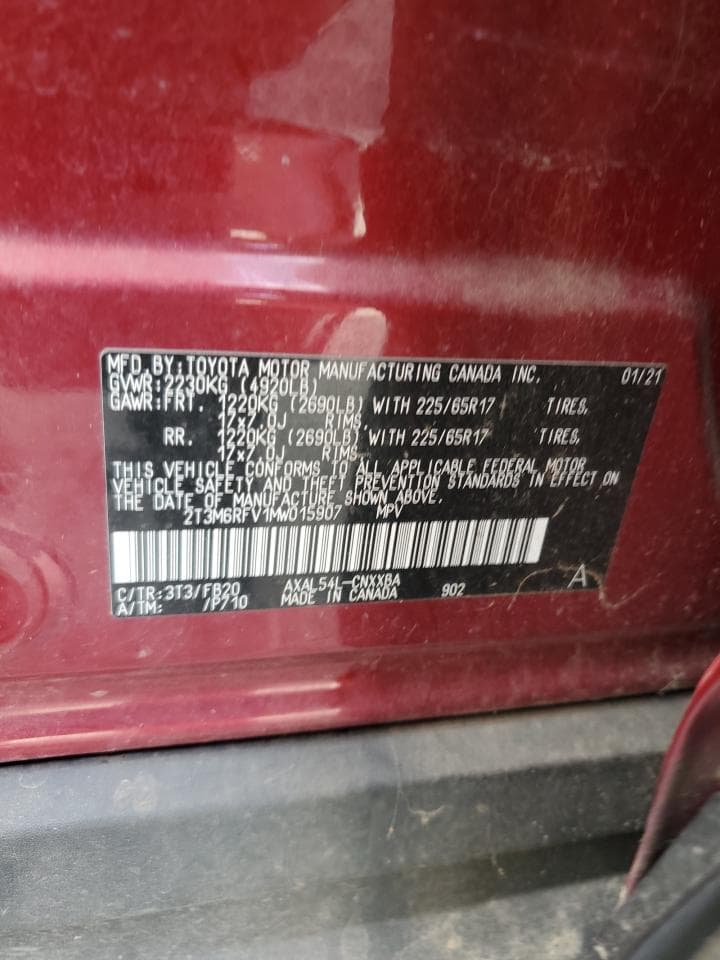 MFD.BY:TOYOTA MOTOR MANUFACTURING CANADA INC. 01/21
GVWR:2230KG (4920LB)
GAWR:FRT. 1220KG (2690LB) WITH 225/65R17 TIRES,
17x7.0J RIMS,
RR. 1220KG (2690LB) WITH 225/65R17 TIRES,
17x7.0J RIMS
THIS VEHICLE CONFORMS TO ALL APPLICABLE FEDERAL MOTOR
VEHICLE SAFETY AND THEFT PREVENTION STANDARDS IN EFFECT ON
THE DATE OF MANUFACTURE SHOWN ABOVE.
2T3M6RFV1MW015907 MPV
C/TR:3T3/FB20 AXAL54L-CNXXBA 902 A
A/TM: /P710 MADE IN CANADA